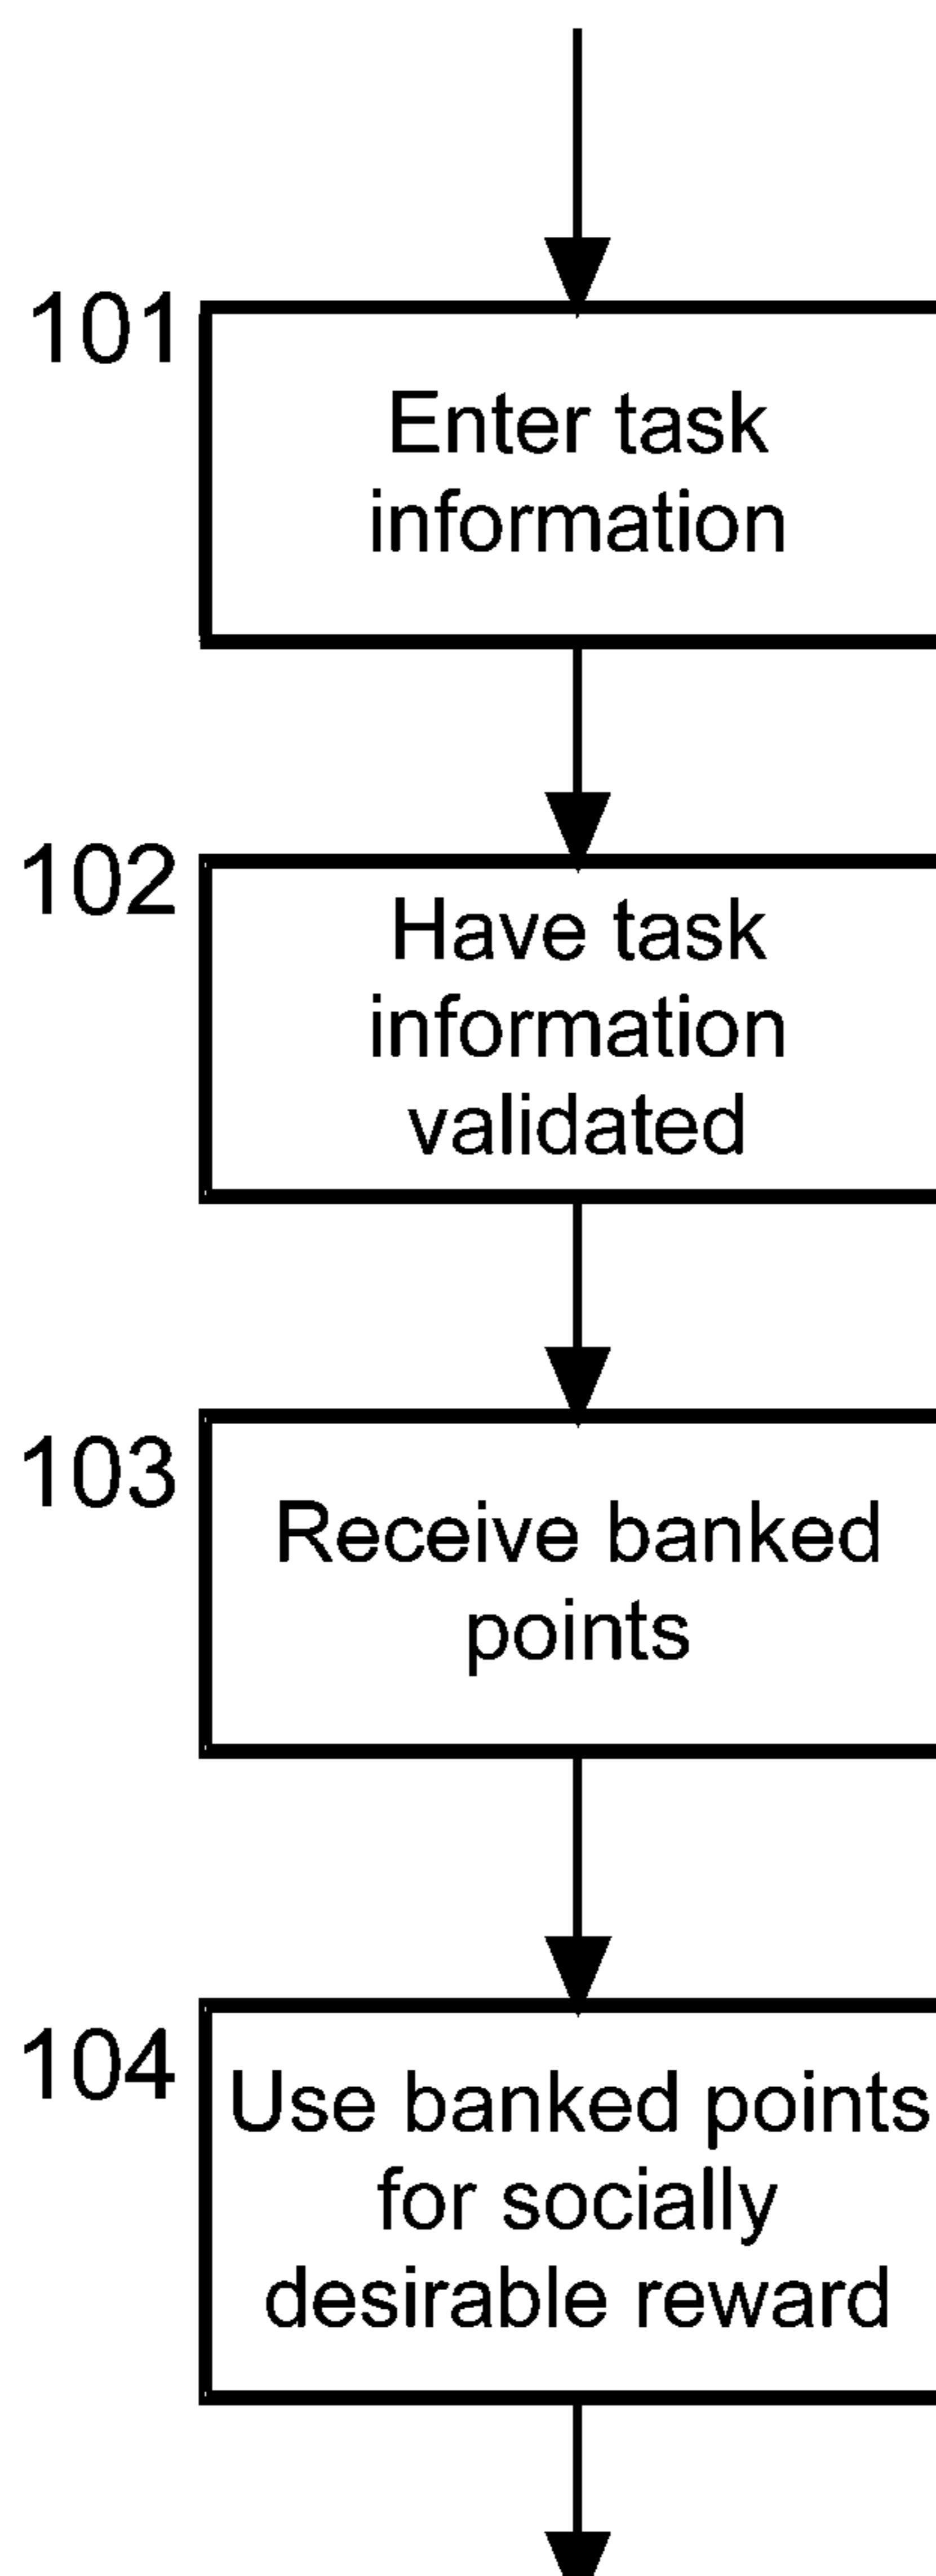 101
Enter task
information
102
Have task
information
validated
103
Receive banked
points
104
Use banked points
for socially
desirable reward